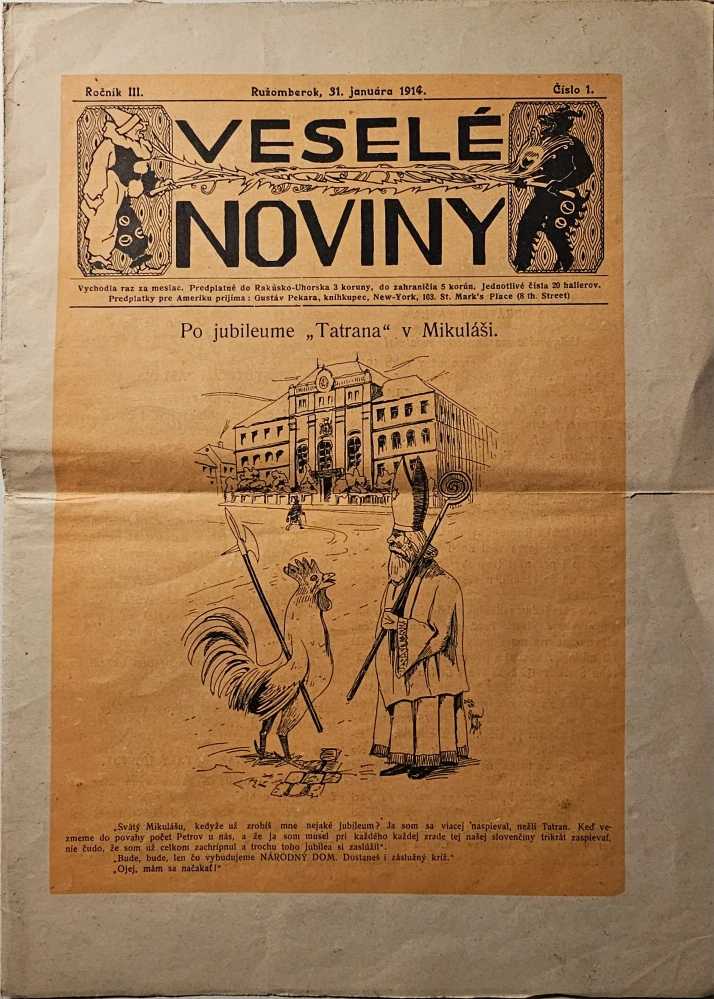 Ročník III.
Ružomberok, 31. januára 1914.
Číslo 1.
VESELÉ
NOVINY
Vychodia raz za mesiac. Predplatné do Rakúsko-Uhorska 3 koruny, do zahraničia 5 korún, Jednotlivé čísla 20 halierov.
Predplatky pre Ameriku prijíma: Gustáv Pekara, kníhkupec, New-York, 103. St. Mark's Place (8 th. Street)
Po jubileume „Tatrana“ v Mikuláši.
„Svätý Mikulášu, kedyže už zrobíš mne nejaké jubileum? Ja som sa viacej naspieval, nežli Tatran. Keď ve-
zmeme do povahy počet Petrov u nás, a že ja som musel pri každého každej zrade tej našej slovenčiny trikrát zaspievať,
nie čudo, že som už celkom zachrípnul a trochu toho jubilea si zaslúžil“.
„Bude, bude, len čo vybudujeme NÁRODNÝ DOM. Dostaneš i záslužný kríž.“
„Ojej, mám sa načakať!“